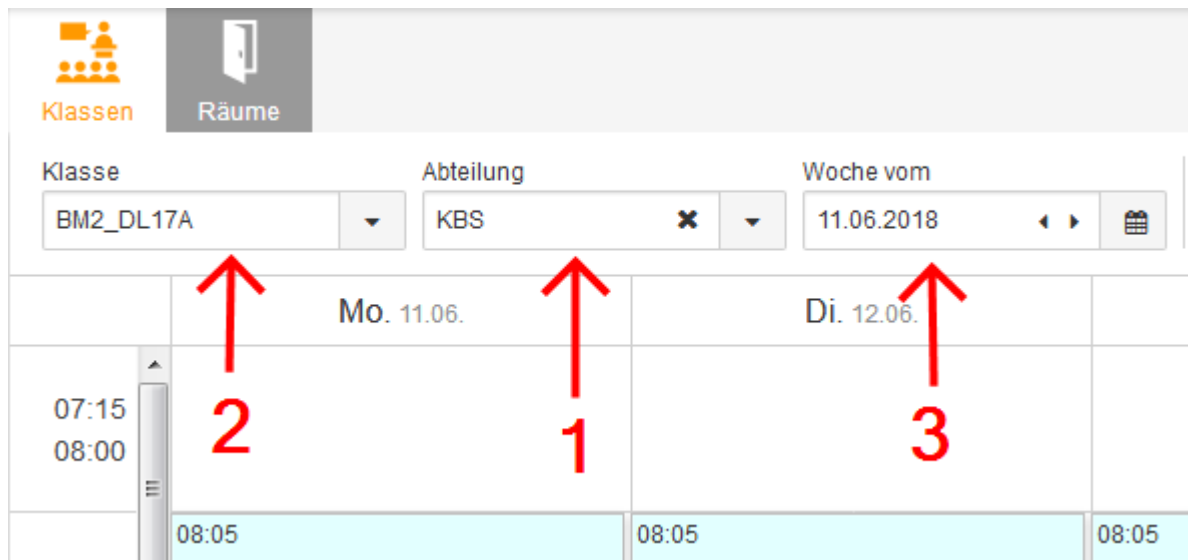 Klassen Räume
Klasse Abteilung Woche vom
BM2_DL17A KBS 11.06.2018
Mo. 11.06. Di. 12.06.
07:15
08:00
2 1 3
08:05 08:05 08:05